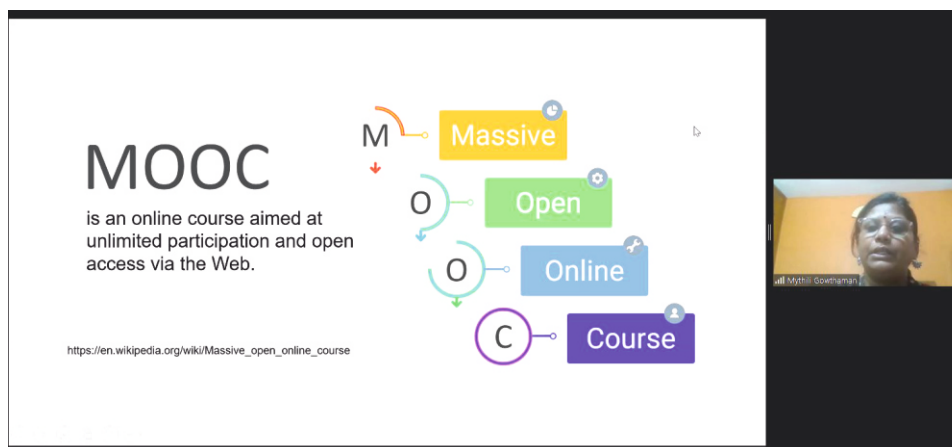 MOOC
is an online course aimed at
unlimited participation and open
access via the Web.
https://en.wikipedia.org/wiki/Massive_open_online_course
M Massive
O Open
O Online
C Course
Mythili Gowthaman